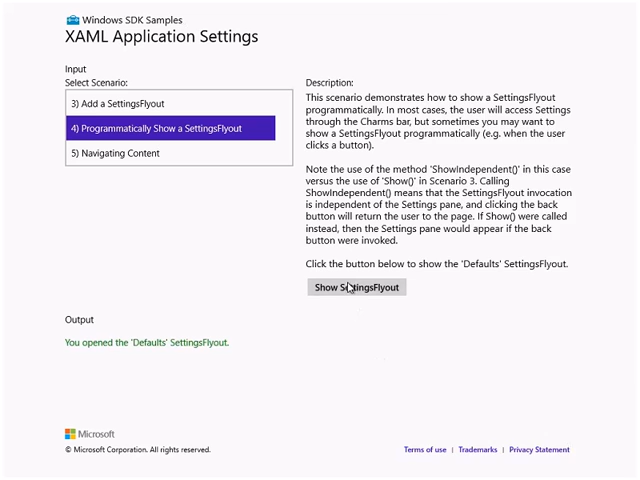 Windows SDK Samples
XAML Application Settings
Input
Select Scenario:
3) Add a SettingsFlyout
4) Programmatically Show a SettingsFlyout
5) Navigating Content
Description:
This scenario demonstrates how to show a SettingsFlyout
programatically. In most cases, the user will access Settings
through the Charms bar, but sometimes you may want to
show a SettingsFlyout programatically (e.g. when the user
clicks a button).
Note the use of the method 'ShowIndependent()' in this case
versus the use of 'Show()' in Scenario 3. Calling
ShowIndependent() means that the SettingsFlyout invocation
is independent of the Settings pane, and clicking the back
button will return the user to the page. If Show() were called
instead, then the Settings pane would appear if the back
button were invoked.
Click the button below to show the 'Defaults' SettingsFlyout.
Show SettingsFlyout
Output
You opened the 'Defaults' SettingsFlyout.
Microsoft
© Microsoft Corporation. All rights reserved.
Terms of use | Trademarks | Privacy Statement